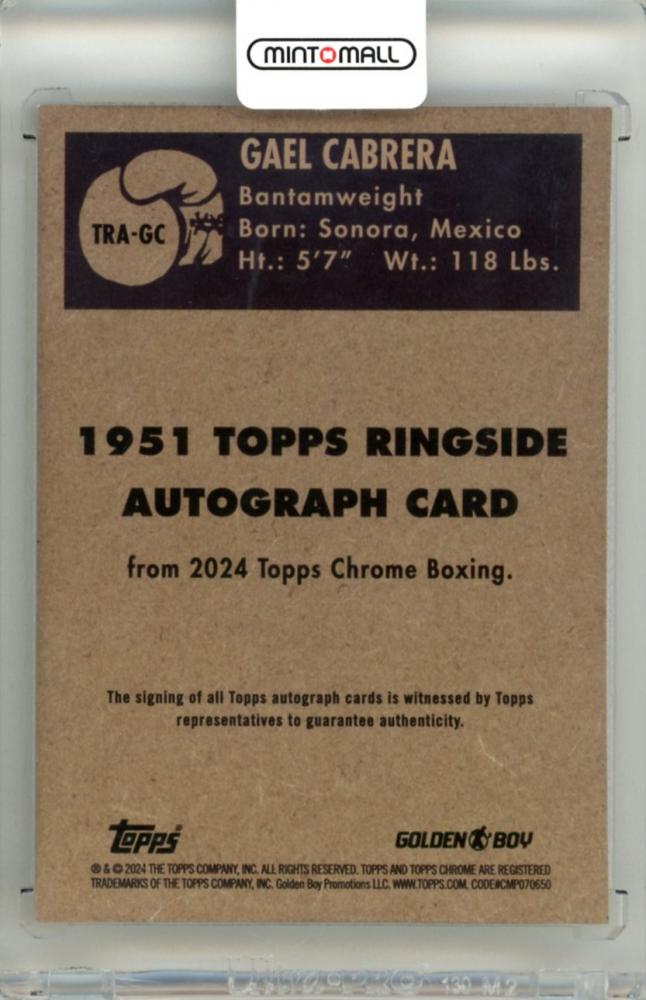 MINTOMALL
GAEL CABRERA
Bantamweight
TRA-GC
Born: Sonora, Mexico
Ht.: 5'7" Wt.: 118 Lbs.
1951 TOPPS RINGSIDE
AUTOGRAPH CARD
from 2024 Topps Chrome Boxing.
The signing of all Topps autograph cards is witnessed by Topps
representatives to guarantee authenticity.
Topps®
GOLDEN BOY
® & © 2024 THE TOPPS COMPANY, INC. ALL RIGHTS RESERVED. TOPPS AND TOPPS CHROME ARE REGISTERED
TRADEMARKS OF THE TOPPS COMPANY, INC. Golden Boy Promotions LLC. WWW.TOPPS.COM. CODE#CMP070650